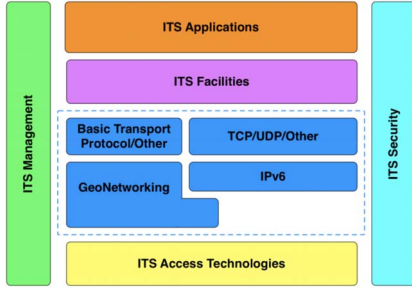 ITS Applications
ITS Management
ITS Security
ITS Facilities
Basic Transport
Protocol/Other
TCP/UDP/Other
GeoNetworking
IPv6
ITS Access Technologies